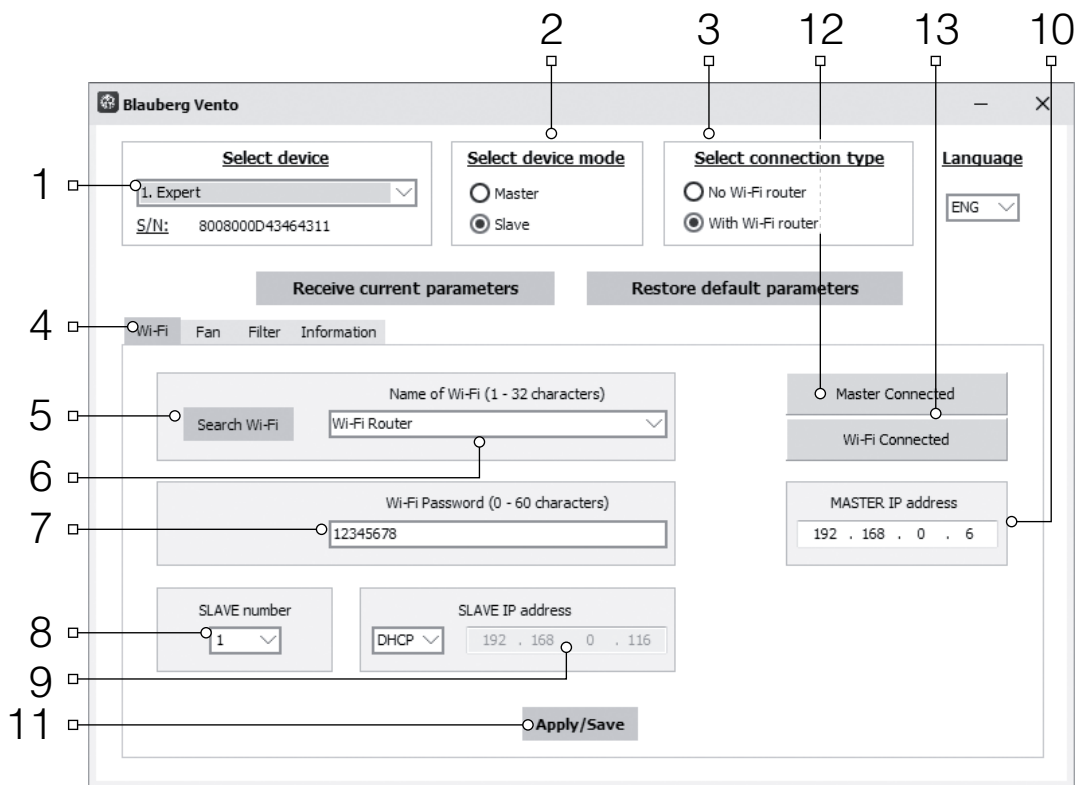 2 3 12 13 10
Blauberg Vento
Select device
Select device mode
Select connection type
Language
1
1. Expert
Master
No Wi-Fi router
ENG
S/N: 8008000D43464311
Slave
With Wi-Fi router
Receive current parameters
Restore default parameters
4
Wi-Fi Fan Filter Information
Name of Wi-Fi (1 - 32 characters)
Master Connected
5
Search Wi-Fi
Wi-Fi Router
Wi-Fi Connected
6
Wi-Fi Password (0 - 60 characters)
MASTER IP address
7
12345678
192 . 168 . 0 . 6
SLAVE number
SLAVE IP address
8
1
DHCP
192 . 168 . 0 . 116
9
11
Apply/Save